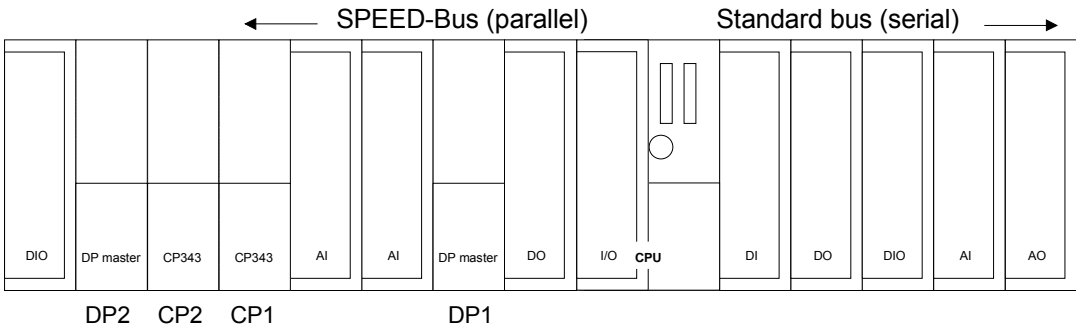 SPEED-Bus (parallel) Standard bus (serial)
DIO DP master CP343 CP343 AI AI DP master DO I/O CPU DI DO DIO AI AO
DP2 CP2 CP1 DP1